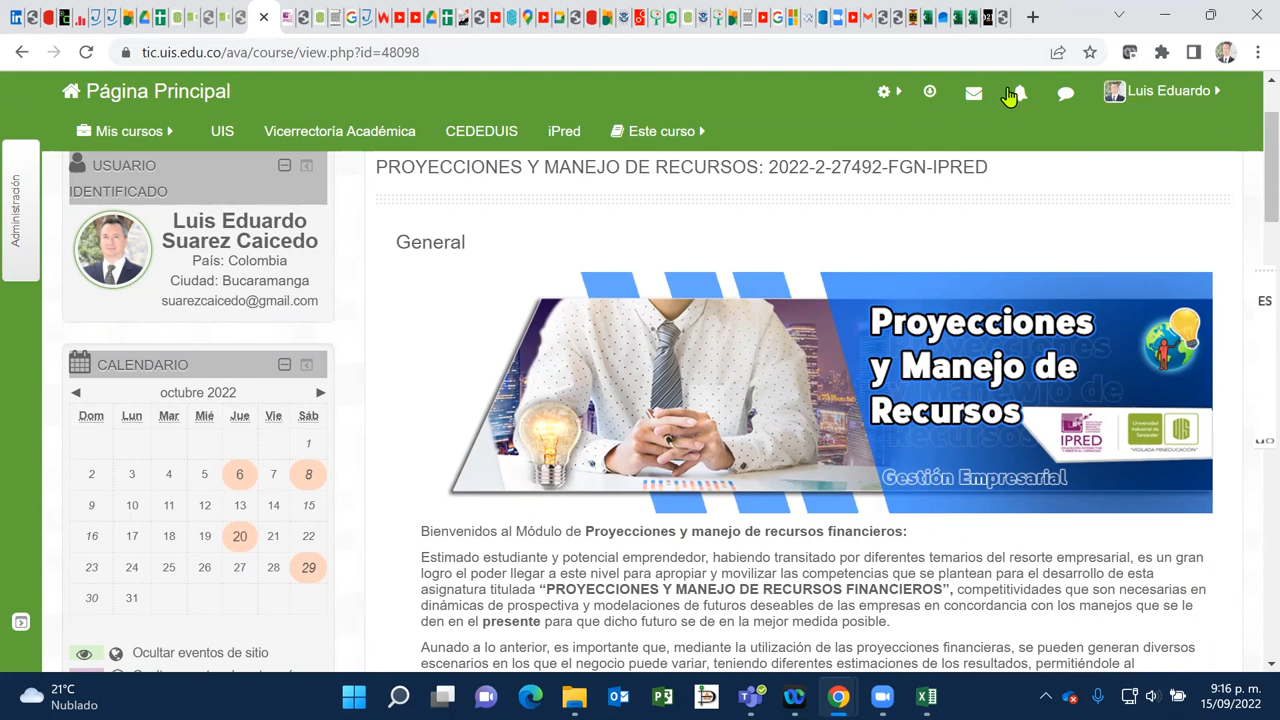 tic.uis.edu.co/ava/course/view.php?id=48098
Página Principal
Luis Eduardo
Mis cursos
UIS
Vicerrectoría Académica
CEDEDUIS
iPred
Este curso
Administración
USUARIO
IDENTIFICADO
Luis Eduardo
Suarez Caicedo
País: Colombia
Ciudad: Bucaramanga
suarezcaicedo@gmail.com
CALENDARIO
octubre 2022
Dom Lun Mar Mié Jue Vie Sáb
1
2 3 4 5 6 7 8
9 10 11 12 13 14 15
16 17 18 19 20 21 22
23 24 25 26 27 28 29
30 31
Ocultar eventos de sitio
PROYECCIONES Y MANEJO DE RECURSOS: 2022-2-27492-FGN-IPRED
General
Proyecciones
y Manejo de
Recursos
IPRED
Universidad
Industrial de
Santander
UIS
Gestión Empresarial
Bienvenidos al Módulo de Proyecciones y manejo de recursos financieros:
Estimado estudiante y potencial emprendedor, habiendo transitado por diferentes temarios del resorte empresarial, es un gran
logro el poder llegar a este nivel para apropiar y movilizar las competencias que se plantean para el desarrollo de esta
asignatura titulada “PROYECCIONES Y MANEJO DE RECURSOS FINANCIEROS”, competitividades que son necesarias en
dinámicas de prospectiva y modelaciones de futuros deseables de las empresas en concordancia con los manejos que se le
den en el presente para que dicho futuro se de en la mejor medida posible.
Aunado a lo anterior, es importante que, mediante la utilización de las proyecciones financieras, se pueden generan diversos
escenarios en los que el negocio puede variar, teniendo diferentes estimaciones de los resultados, permitiéndole al
ES
21°C
Nublado
9:16 p. m.
15/09/2022